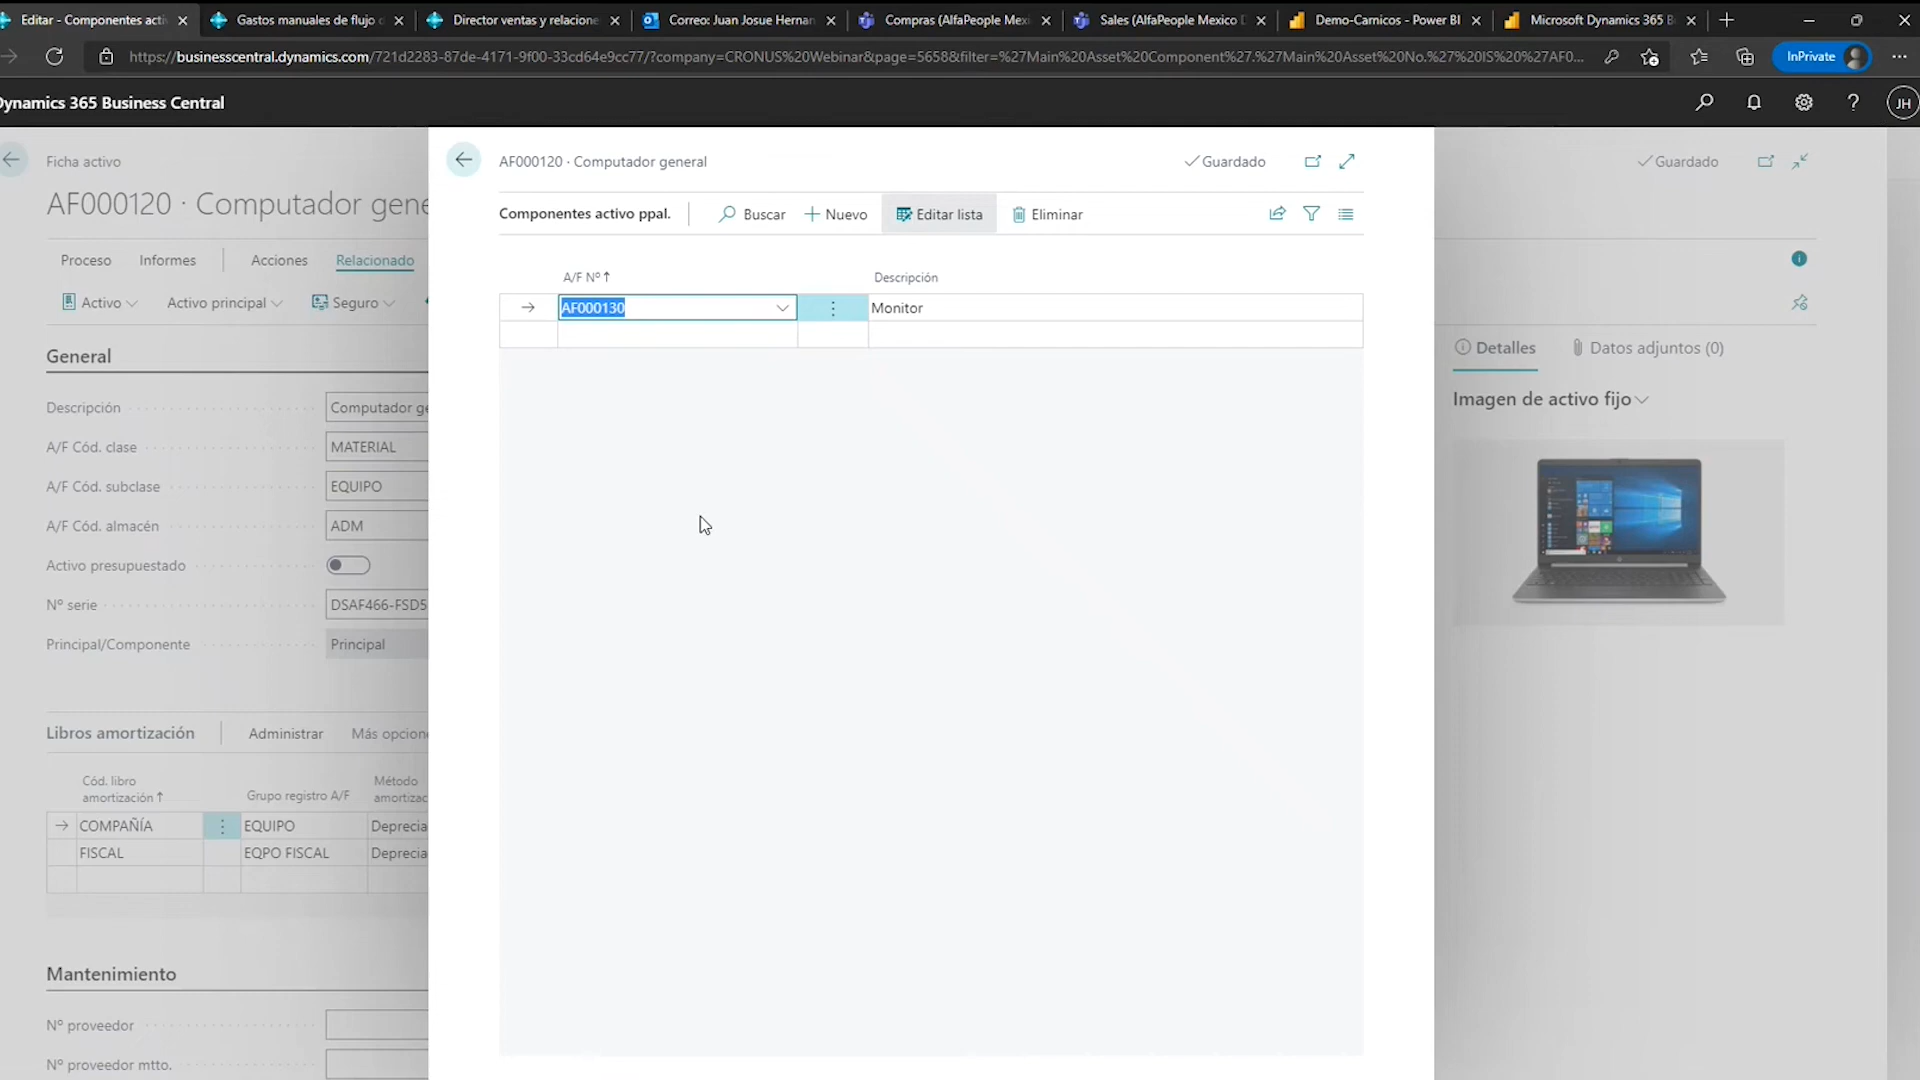 Editar - Componentes acti
Gastos manuales de flujo d
Director ventas y relacione
Correo: Juan Josue Hernan
Compras (AlfaPeople Mexi
Sales (AlfaPeople Mexico D
Demo-Carnicos - Power BI
Microsoft Dynamics 365 B
https://businesscentral.dynamics.com/721d2283-87de-4171-9f00-33cd64e9cc77/?company=CRONUS%20Webinar&page=5658&filter=%27Main%20Asset%20Component%27.%27Main%20Asset%20No.%27%20IS%20%27AF0...
InPrivate
Dynamics 365 Business Central
JH
Ficha activo
AF000120 · Computador general
Guardado
Guardado
AF000120 · Computador gene
Componentes activo ppal.
Buscar
Nuevo
Editar lista
Eliminar
Proceso
Informes
Acciones
Relacionado
Activo
Activo principal
Seguro
A/F Nº↑
Descripción
AF000130
Monitor
General
Descripción
Computador ge
A/F Cód. clase
MATERIAL
A/F Cód. subclase
EQUIPO
A/F Cód. almacén
ADM
Activo presupuestado
Nº serie
DSAF466-FSD5
Principal/Componente
Principal
Detalles
Datos adjuntos (0)
Imagen de activo fijo
Libros amortización
Administrar
Más opcione
Cód. libro
amortización ↑
Grupo registro A/F
Método
amortizac
COMPAÑÍA
EQUIPO
Deprecia
FISCAL
EQPO FISCAL
Deprecia
Mantenimiento
Nº proveedor
Nº proveedor mtto.